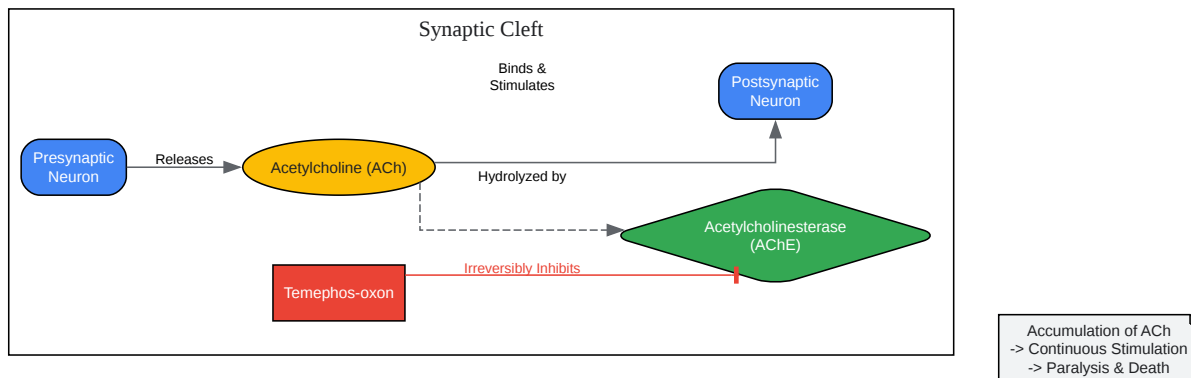 Synaptic Cleft
Binds &
Stimulates
Postsynaptic
Neuron
Presynaptic
Neuron
Releases
Acetylcholine (ACh)
Hydrolyzed by
Acetylcholinesterase
(AChE)
Irreversibly Inhibits
Temephos-oxon
Accumulation of ACh
-> Continuous Stimulation
-> Paralysis & Death